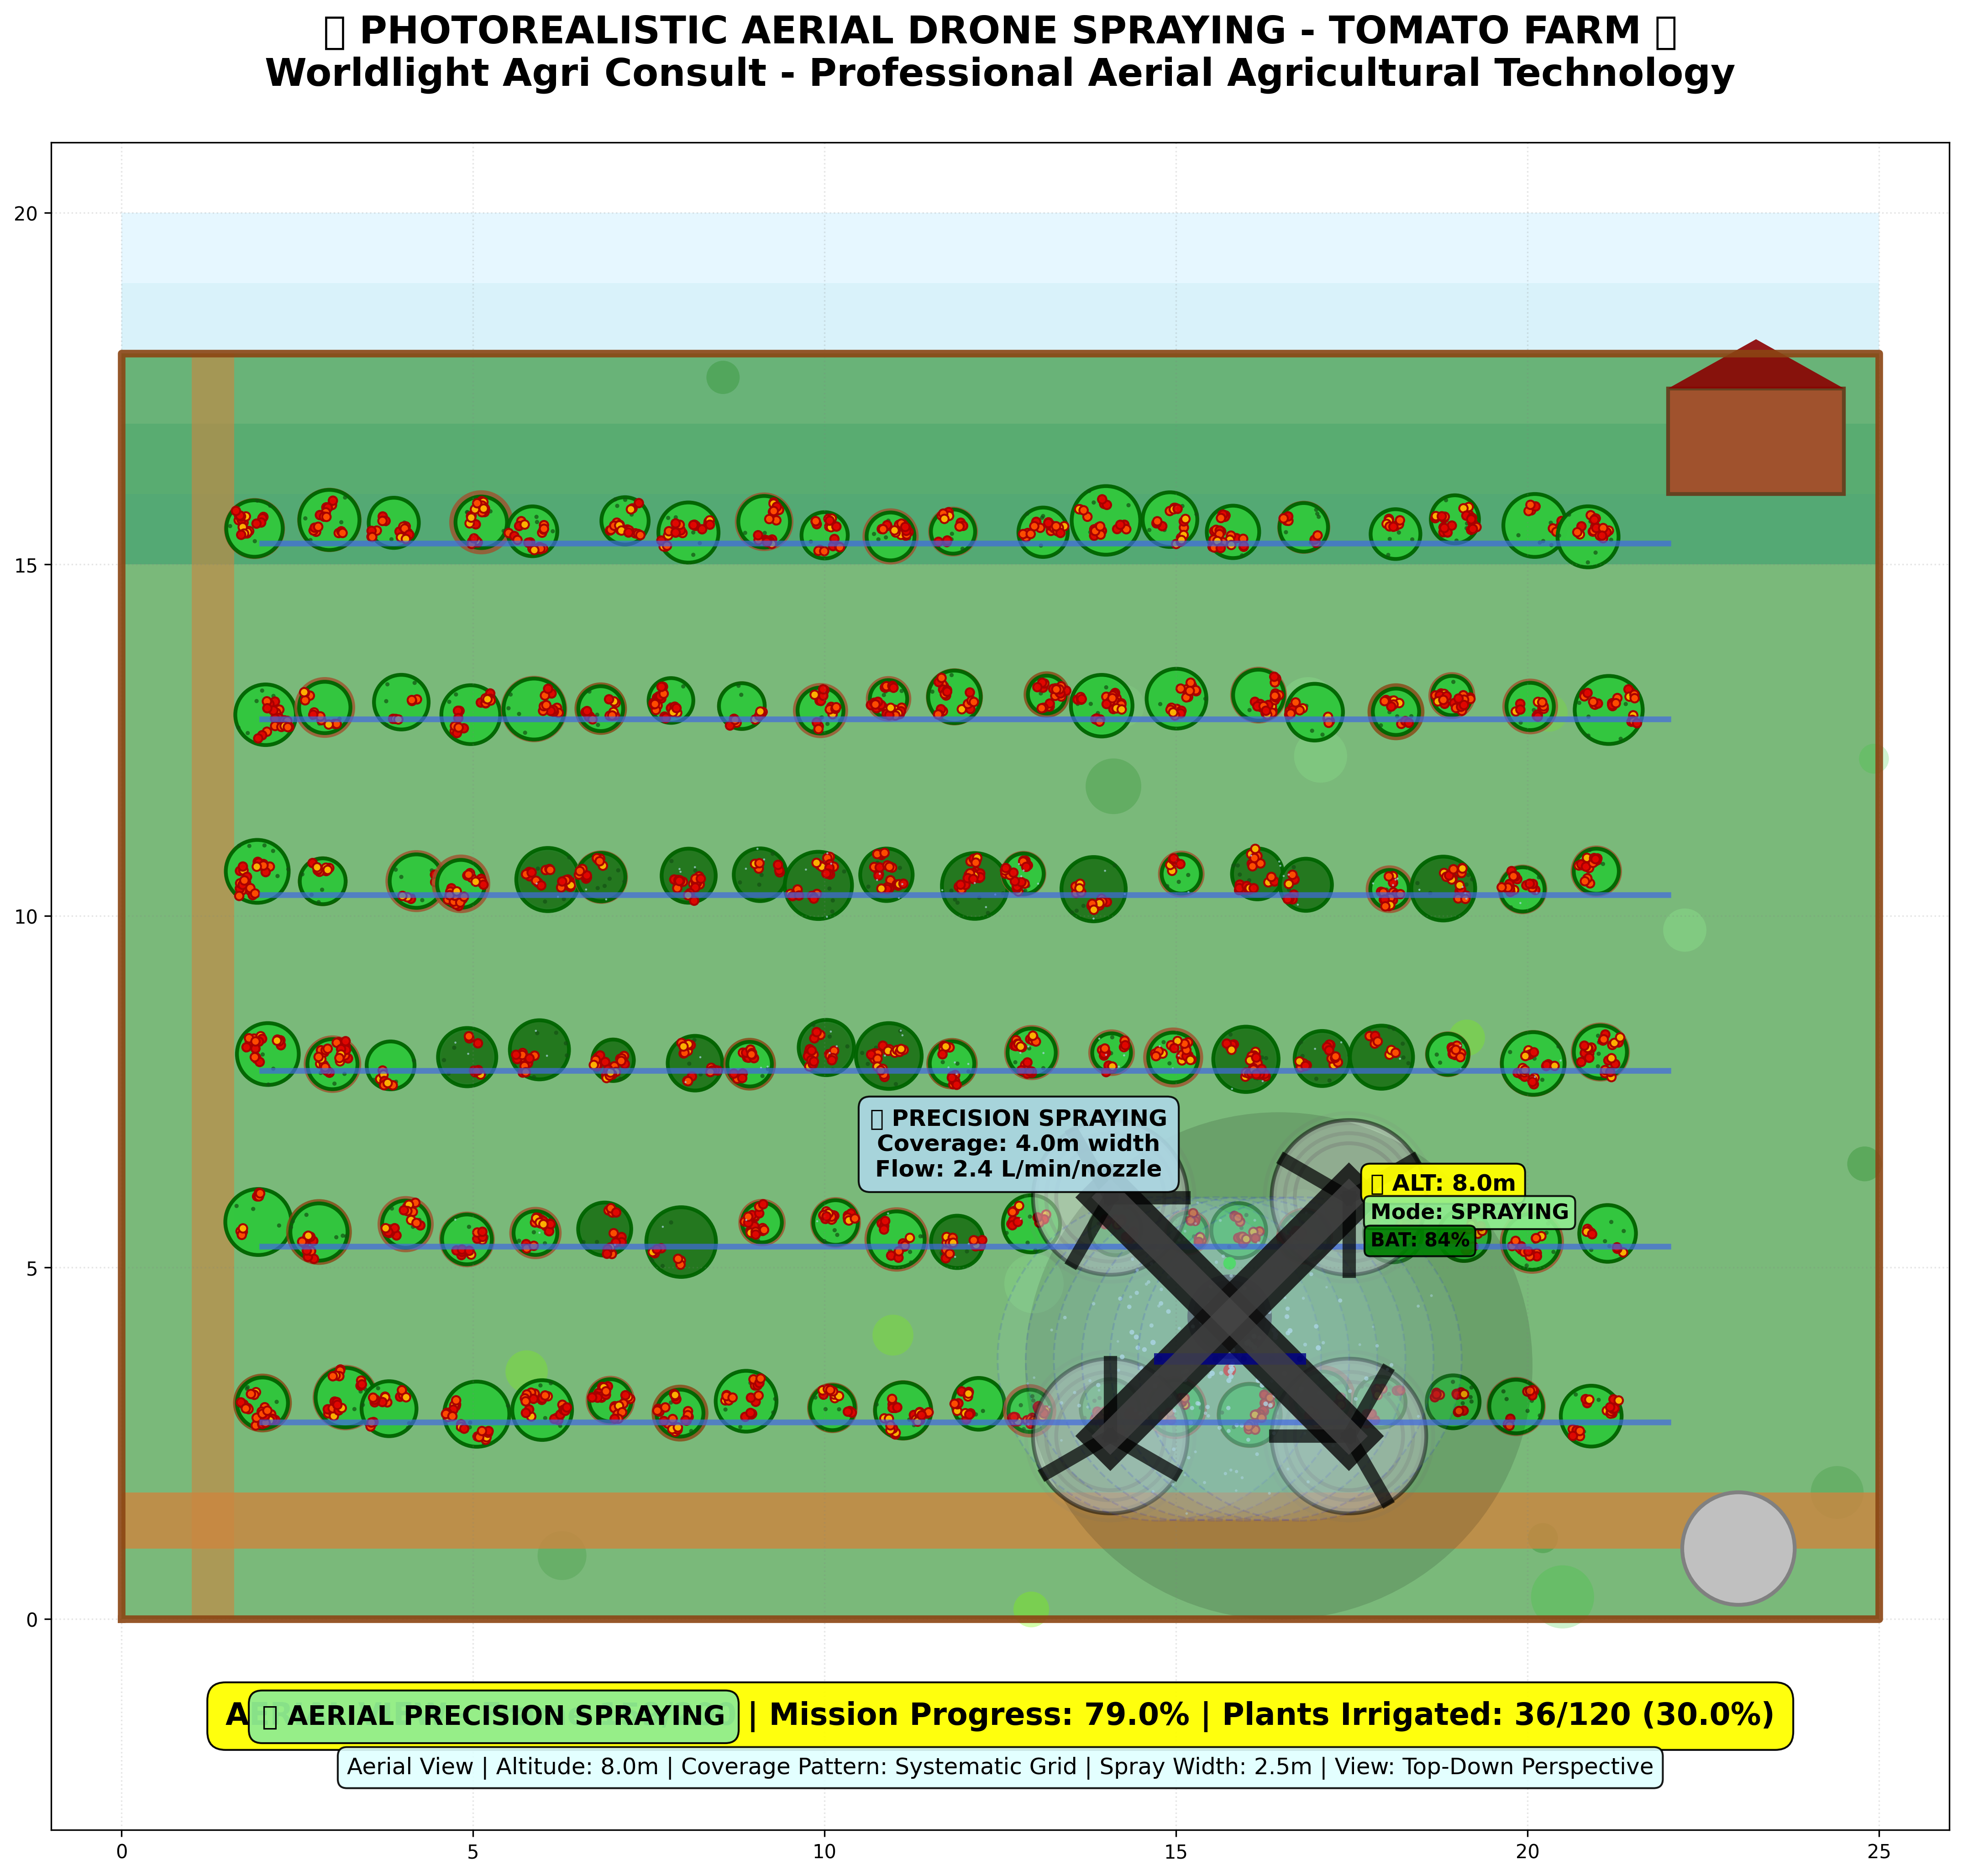 PHOTOREALISTIC AERIAL DRONE SPRAYING - TOMATO FARM
Worldlight Agri Consult - Professional Aerial Agricultural Technology
20
15
10
5
0
PRECISION SPRAYING
Coverage: 4.0m width
Flow: 2.4 L/min/nozzle
ALT: 8.0m
Mode: SPRAYING
BAT: 84%
AERIAL PRECISION SPRAYING
| Mission Progress: 79.0% | Plants Irrigated: 36/120 (30.0%)
Aerial View | Altitude: 8.0m | Coverage Pattern: Systematic Grid | Spray Width: 2.5m | View: Top-Down Perspective
0 5 10 15 20 25